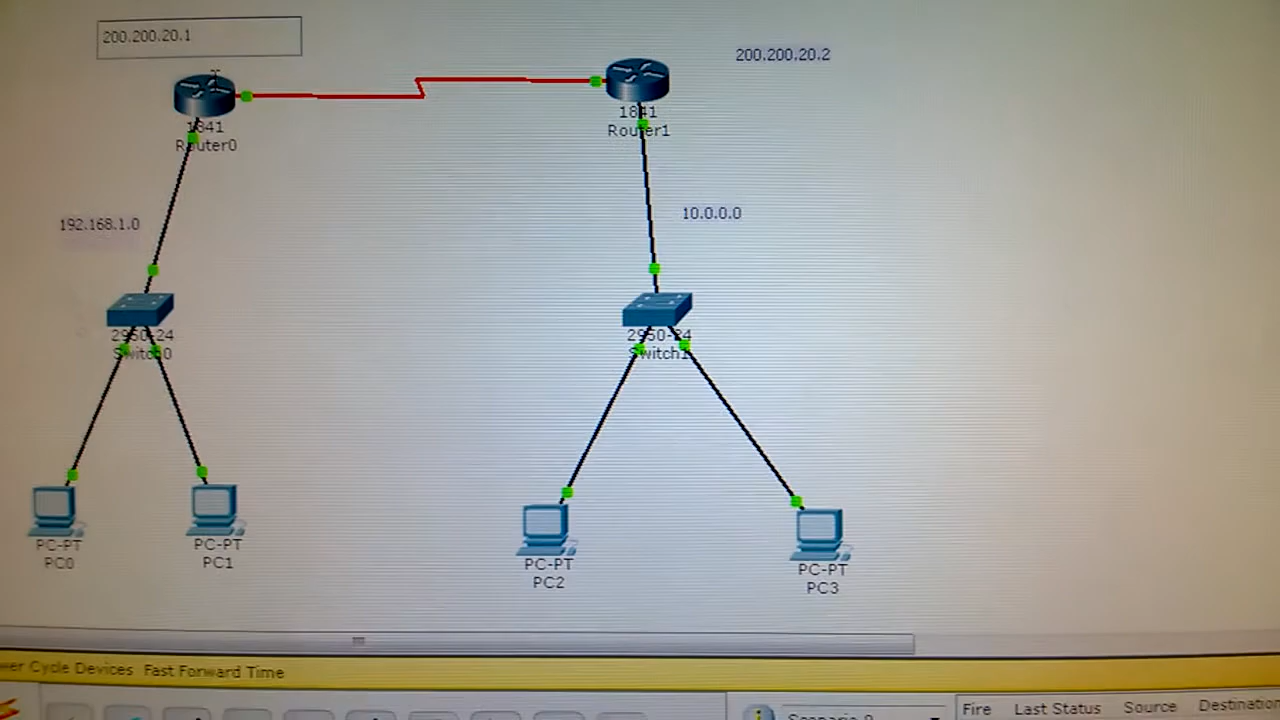 200.200.20.1
200.200.20.2
1841
Router0
1841
Router1
192.168.1.0
10.0.0.0
2950-24
Switch0
2950-24
Switch1
PC-PT
PC0
PC-PT
PC1
PC-PT
PC2
PC-PT
PC3
Cycle Devices Fast Forward Time
Fire Last Status Source